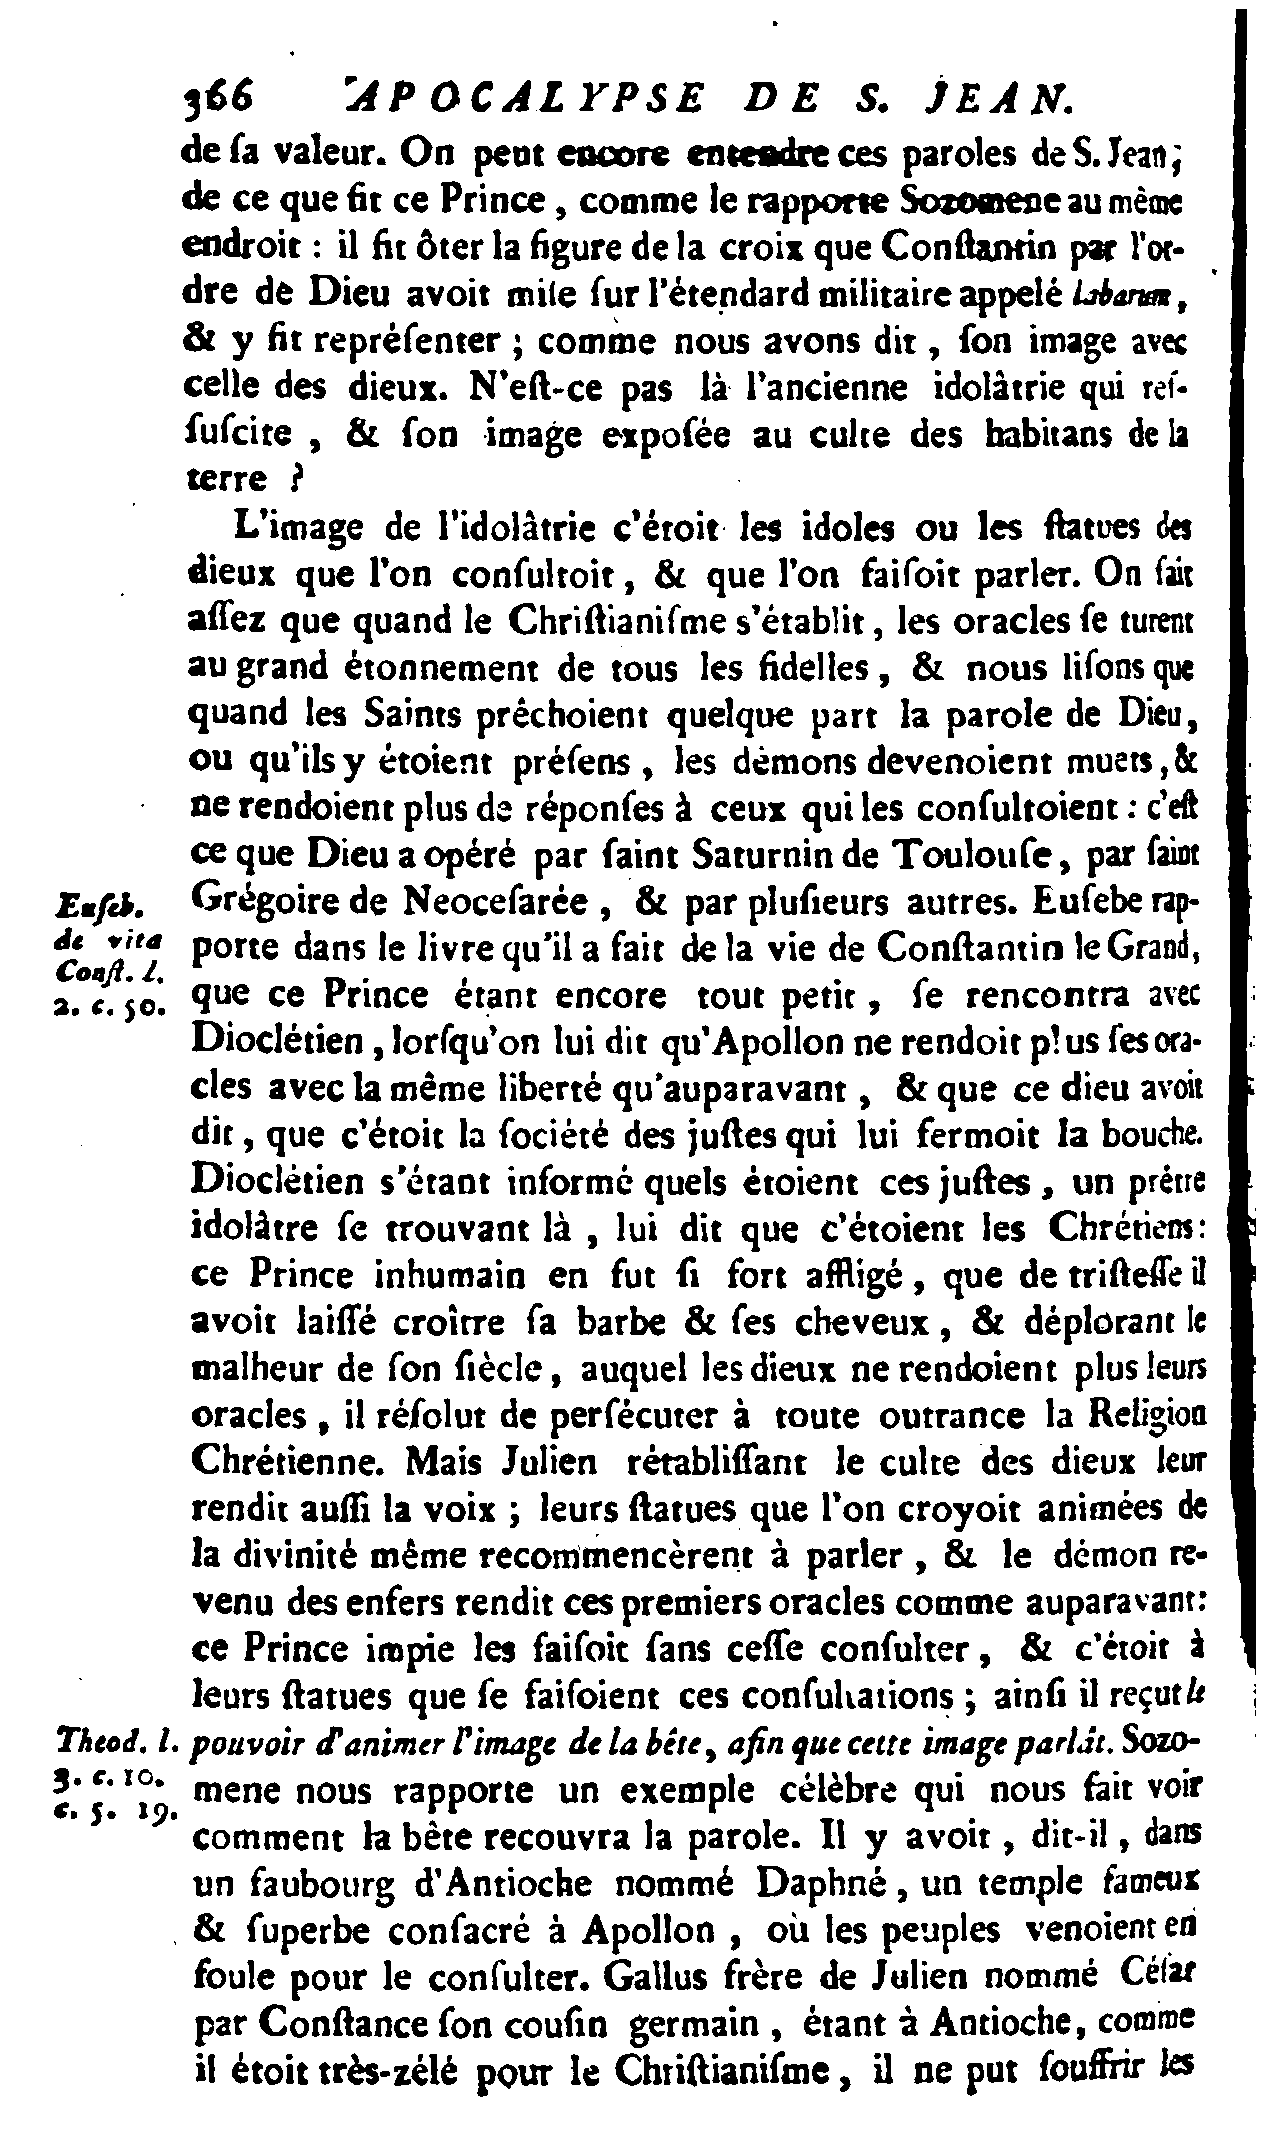 366 APOCALYPSE DE S. JEAN.
de ſa valeur. On peut encore entendre ces paroles de S. Jean;
de ce que fit ce Prince, comme le rapporte Sozomene au même
endroit : il fit ôter la figure de la croix que Conſtantin par l'or-
dre de Dieu avoit miſe ſur l'étendard militaire appelé Labarum,
& y fit repréſenter ; comme nous avons dit, ſon image avec
celle des dieux. N'eſt-ce pas là l'ancienne idolâtrie qui reſ-
ſuſcite, & ſon image expoſée au culte des habitans de la
terre ?
L'image de l'idolâtrie c'étoit les idoles ou les ſtatues des
dieux que l'on conſultoit, & que l'on faiſoit parler. On ſait
aſſez que quand le Chriſtianiſme s'établit, les oracles ſe turent
au grand étonnement de tous les fidelles, & nous liſons que
quand les Saints prêchoient quelque part la parole de Dieu,
ou qu'ils y étoient préſens, les démons devenoient muets, &
ne rendoient plus de réponſes à ceux qui les conſultoient : c'eſt
ce que Dieu a opéré par ſaint Saturnin de Toulouſe, par ſaint
Euſeb. Grégoire de Neoceſarée, & par pluſieurs autres. Euſebe rap-
de vita porte dans le livre qu'il a fait de la vie de Conſtantin le Grand,
Conſt. l.
2. c. 50. que ce Prince étant encore tout petit, ſe rencontra avec
Dioclétien, lorſqu'on lui dit qu'Apollon ne rendoit plus ſes ora-
cles avec la même liberté qu'auparavant, & que ce dieu avoit
dit, que c'étoit la ſociété des juſtes qui lui fermoit la bouche.
Dioclétien s'étant informé quels étoient ces juſtes, un prêtre
idolâtre ſe trouvant là, lui dit que c'étoient les Chrétiens:
ce Prince inhumain en fut ſi fort affligé, que de triſteſſe il
avoit laiſſé croître ſa barbe & ſes cheveux, & déplorant le
malheur de ſon ſiècle, auquel les dieux ne rendoient plus leurs
oracles, il réſolut de perſécuter à toute outrance la Religion
Chrétienne. Mais Julien rétabliſſant le culte des dieux leur
rendit auſſi la voix ; leurs ſtatues que l'on croyoit animées de
la divinité même recommencèrent à parler, & le démon re-
venu des enfers rendit ces premiers oracles comme auparavant:
ce Prince impie les faiſoit ſans ceſſe conſulter, & c'étoit à
leurs ſtatues que ſe faiſoient ces conſultations ; ainſi il reçut le
Theod. l. pouvoir d'animer l'image de la bête, afin que cette image parlât. Sozo-
3. c. 10. mene nous rapporte un exemple célèbre qui nous fait voir
c. 5. 19.
comment la bête recouvra la parole. Il y avoit, dit-il, dans
un faubourg d'Antioche nommé Daphné, un temple fameux
& ſuperbe conſacré à Apollon, où les peuples venoient en
foule pour le conſulter. Gallus frère de Julien nommé Céſar
par Conſtance ſon couſin germain, étant à Antioche, comme
il étoit très-zélé pour le Chriſtianiſme, il ne put ſouffrir les